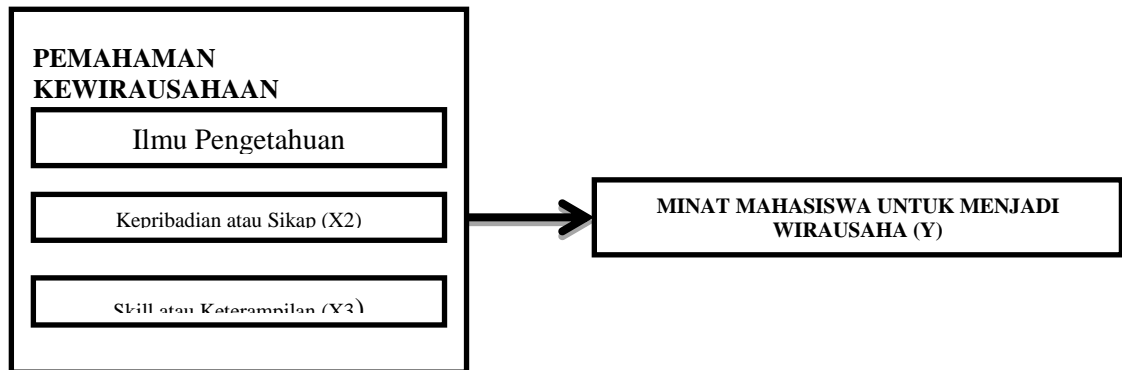 PEMAHAMAN
KEWIRAUSAHAAN
Ilmu Pengetahuan
Kepribadian atau Sikap (X2)
Skill atau Keterampilan (X3)
MINAT MAHASISWA UNTUK MENJADI
WIRAUSAHA (Y)